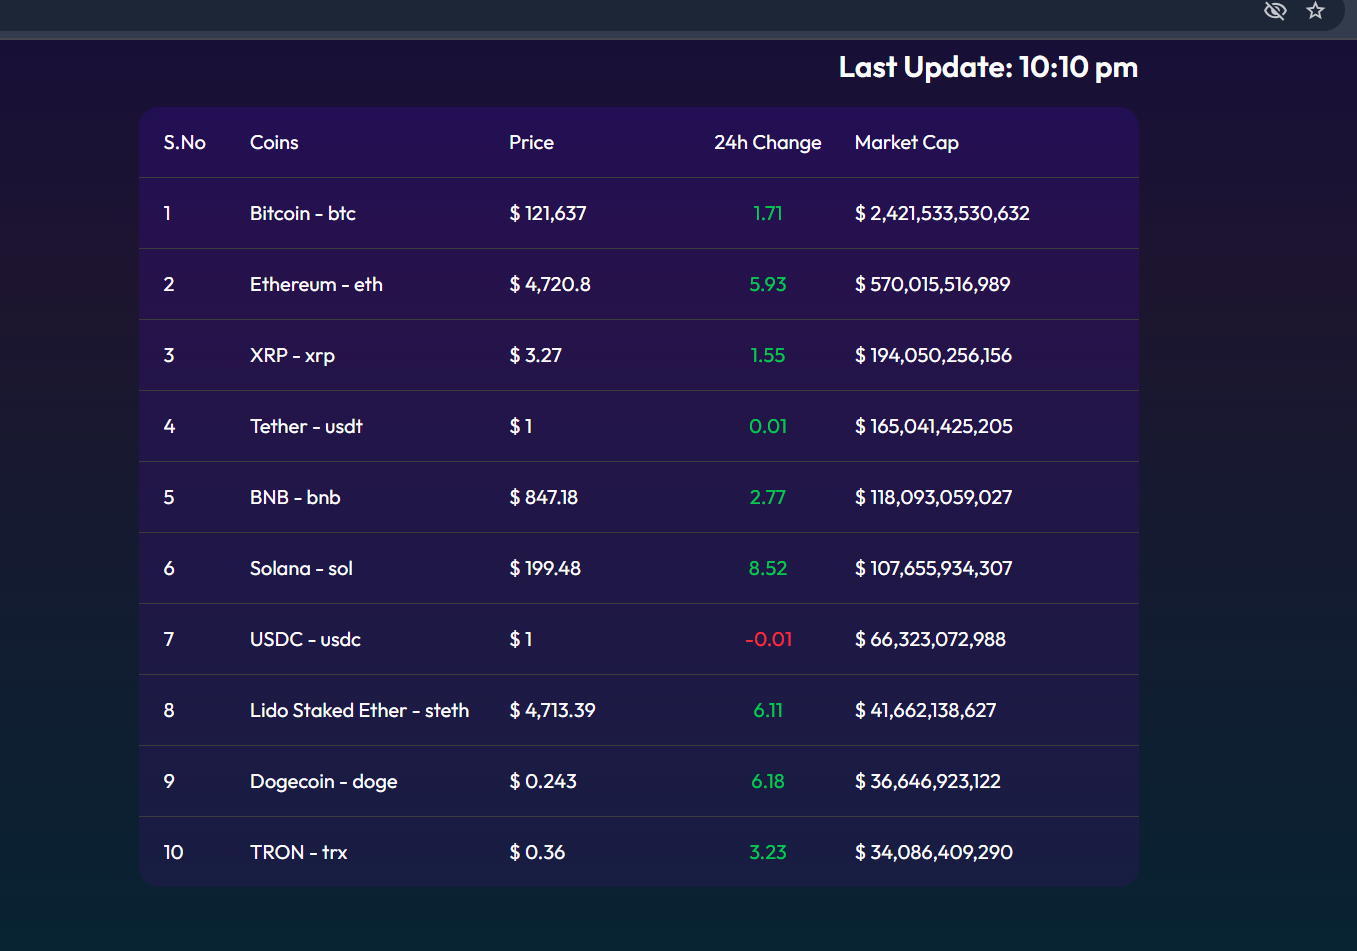 Last Update: 10:10 pm
S.No Coins Price 24h Change Market Cap
1 Bitcoin - btc $ 121,637 1.71 $ 2,421,533,530,632
2 Ethereum - eth $ 4,720.8 5.93 $ 570,015,516,989
3 XRP - xrp $ 3.27 1.55 $ 194,050,256,156
4 Tether - usdt $ 1 0.01 $ 165,041,425,205
5 BNB - bnb $ 847.18 2.77 $ 118,093,059,027
6 Solana - sol $ 199.48 8.52 $ 107,655,934,307
7 USDC - usdc $ 1 -0.01 $ 66,323,072,988
8 Lido Staked Ether - steth $ 4,713.39 6.11 $ 41,662,138,627
9 Dogecoin - doge $ 0.243 6.18 $ 36,646,923,122
10 TRON - trx $ 0.36 3.23 $ 34,086,409,290